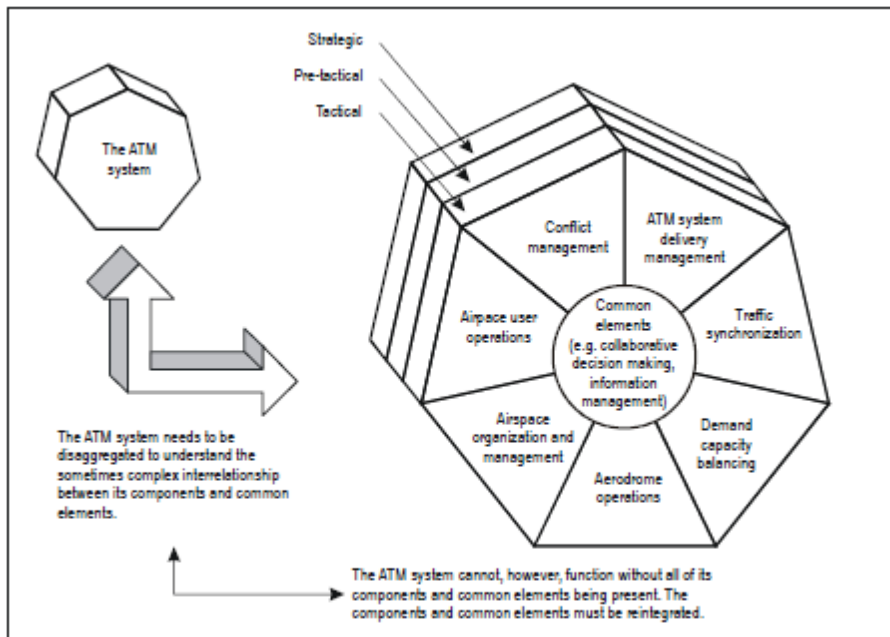 Strategic
Pre-tactical
Tactical
The ATM
system
Conflict
management
ATM system
delivery
management
Airpace user
operations
Common
elements
(e.g. collaborative
decision making,
information
management)
Traffic
synchronization
Airspace
organization and
management
Aerodrome
operations
Demand
capacity
balancing
The ATM system needs to be
disaggregated to understand the
sometimes complex interrelationship
between its components and common
elements.
The ATM system cannot, however, function without all of its
components and common elements being present. The
components and common elements must be reintegrated.